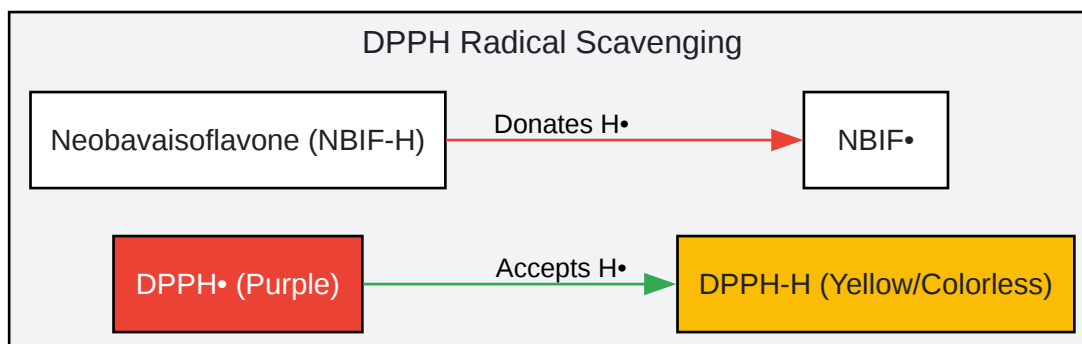 DPPH Radical Scavenging
Neobavaisoflavone (NBIF-H)
Donates H•
NBIF•
DPPH• (Purple)
Accepts H•
DPPH-H (Yellow/Colorless)